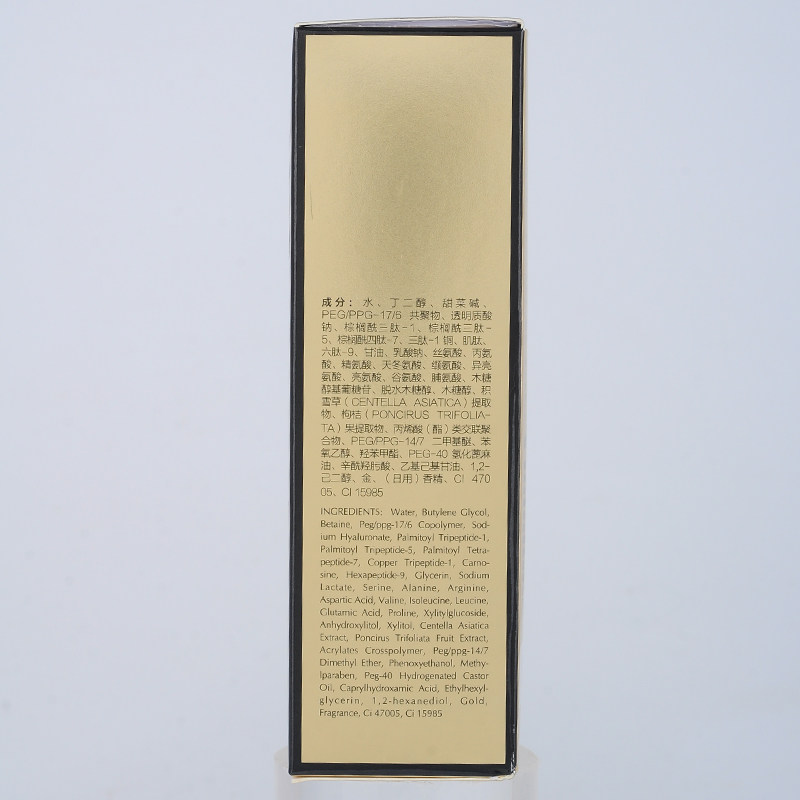 成分：水、丁二醇、甜菜碱、
PEG/PPG-17/6 共聚物、透明质酸
钠、棕榈酰三肽-1、棕榈酰三肽-
5、棕榈酰四肽-7、三肽-1 铜、肌肽、
六肽-9、甘油、乳酸钠、丝氨酸、丙氨
酸、精氨酸、天冬氨酸、缬氨酸、异亮
氨酸、亮氨酸、谷氨酸、脯氨酸、木糖
醇基葡糖苷、脱水木糖醇、木糖醇、积
雪草（CENTELLA ASIATICA）提取
物、枸桔（PONCIRUS TRIFOLIA-
TA）果提取物、丙烯酸（酯）类交联聚
合物、PEG/PPG-14/7 二甲基醚、苯
氧乙醇、羟苯甲酯、PEG-40 氢化蓖麻
油、辛酰羟肟酸、乙基己基甘油、1,2-
己二醇、金、（日用）香精、CI 470
05、CI 15985
INGREDIENTS: Water, Butylene Glycol,
Betaine, Peg/ppg-17/6 Copolymer, Sod-
ium Hyalumnate, Palmitoyl Tripeptide-1,
Palmitoyl Tripeptide-5, Palmitoyl Tetra-
peptide-7, Copper Tripeptide-1, Carno-
sine, Hexapeptide-9, Glycerin, Sodium
Lactate, Serine, Alanine, Arginine,
Aspartic Acid, Valine, Isoleucine, Leucine,
Glutamic Acid, Proline, Xylitylglucoside,
Anhydroxylitol, Xylitol, Centella Asiatica
Extract, Poncirus Trifoliata Fruit Extract,
Acrylates Crosspolymer, Peg/ppg-14/7
Dimethyl Ether, Phenoxyethanol, Methy-
lparaben, Peg-40 Hydrogenated Castor
Oil, Caprylhydroxamic Acid, Ethylhexyl-
glycerin, 1,2-hexanediol, Gold,
Fragrance, Ci 47005, Ci 15985